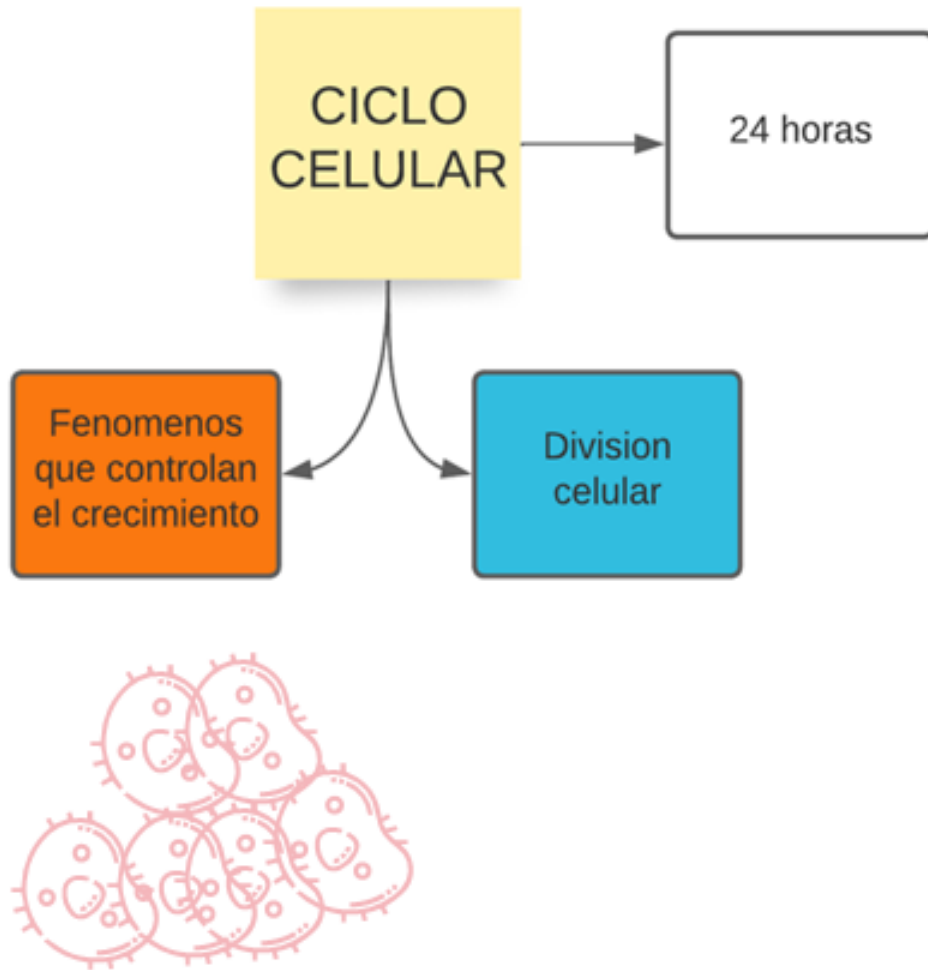 CICLO
CELULAR
24 horas
Fenomenos
que controlan
el crecimiento
Division
celular